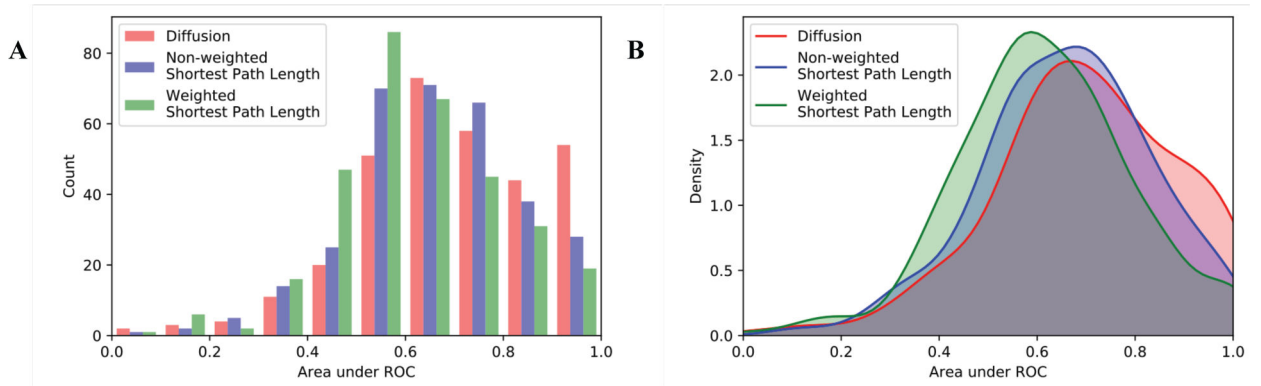 A
Diffusion
Non-weighted
Shortest Path Length
Weighted
Shortest Path Length
80
60
40
20
0
Count
0.0 0.2 0.4 0.6 0.8 1.0
Area under ROC
B
Diffusion
Non-weighted
Shortest Path Length
Weighted
Shortest Path Length
2.0
1.5
1.0
0.5
0.0
Density
0.0 0.2 0.4 0.6 0.8 1.0
Area under ROC